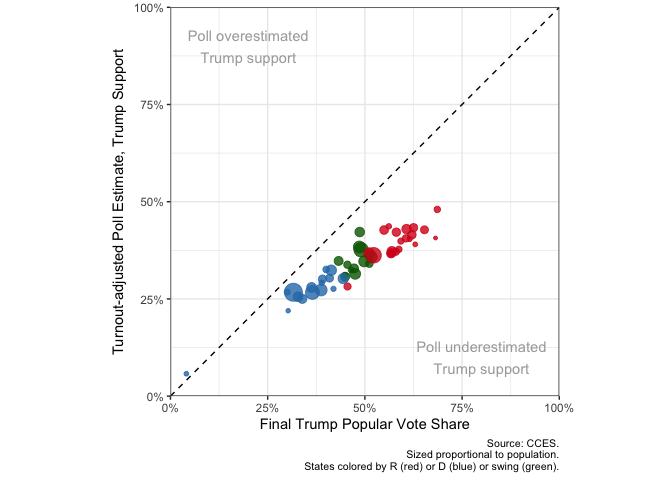 100%
75%
50%
25%
0%
Turnout-adjusted Poll Estimate, Trump Support
Poll overestimated
Trump support
Poll underestimated
Trump support
0%
25%
50%
75%
100%
Final Trump Popular Vote Share
Source: CCES.
Sized proportional to population.
States colored by R (red) or D (blue) or swing (green).